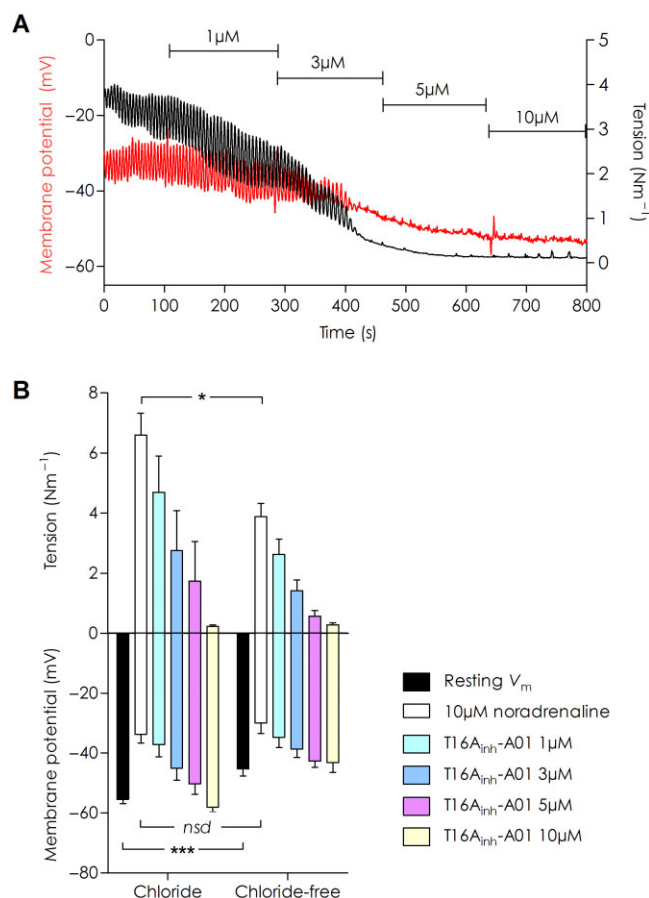 A
1µM
3µM
5µM
10µM
0
−20
−40
−60
Membrane potential (mV)
5
4
3
2
1
0
Tension (Nm⁻¹)
0 100 200 300 400 500 600 700 800
Time (s)
B
*
8
6
4
2
0
−20
−40
−60
−80
Tension (Nm⁻¹)
Membrane potential (mV)
nsd
***
Chloride Chloride-free
Resting Vₘ
10µM noradrenaline
T16Aᵢₙₕ-A01 1µM
T16Aᵢₙₕ-A01 3µM
T16Aᵢₙₕ-A01 5µM
T16Aᵢₙₕ-A01 10µM